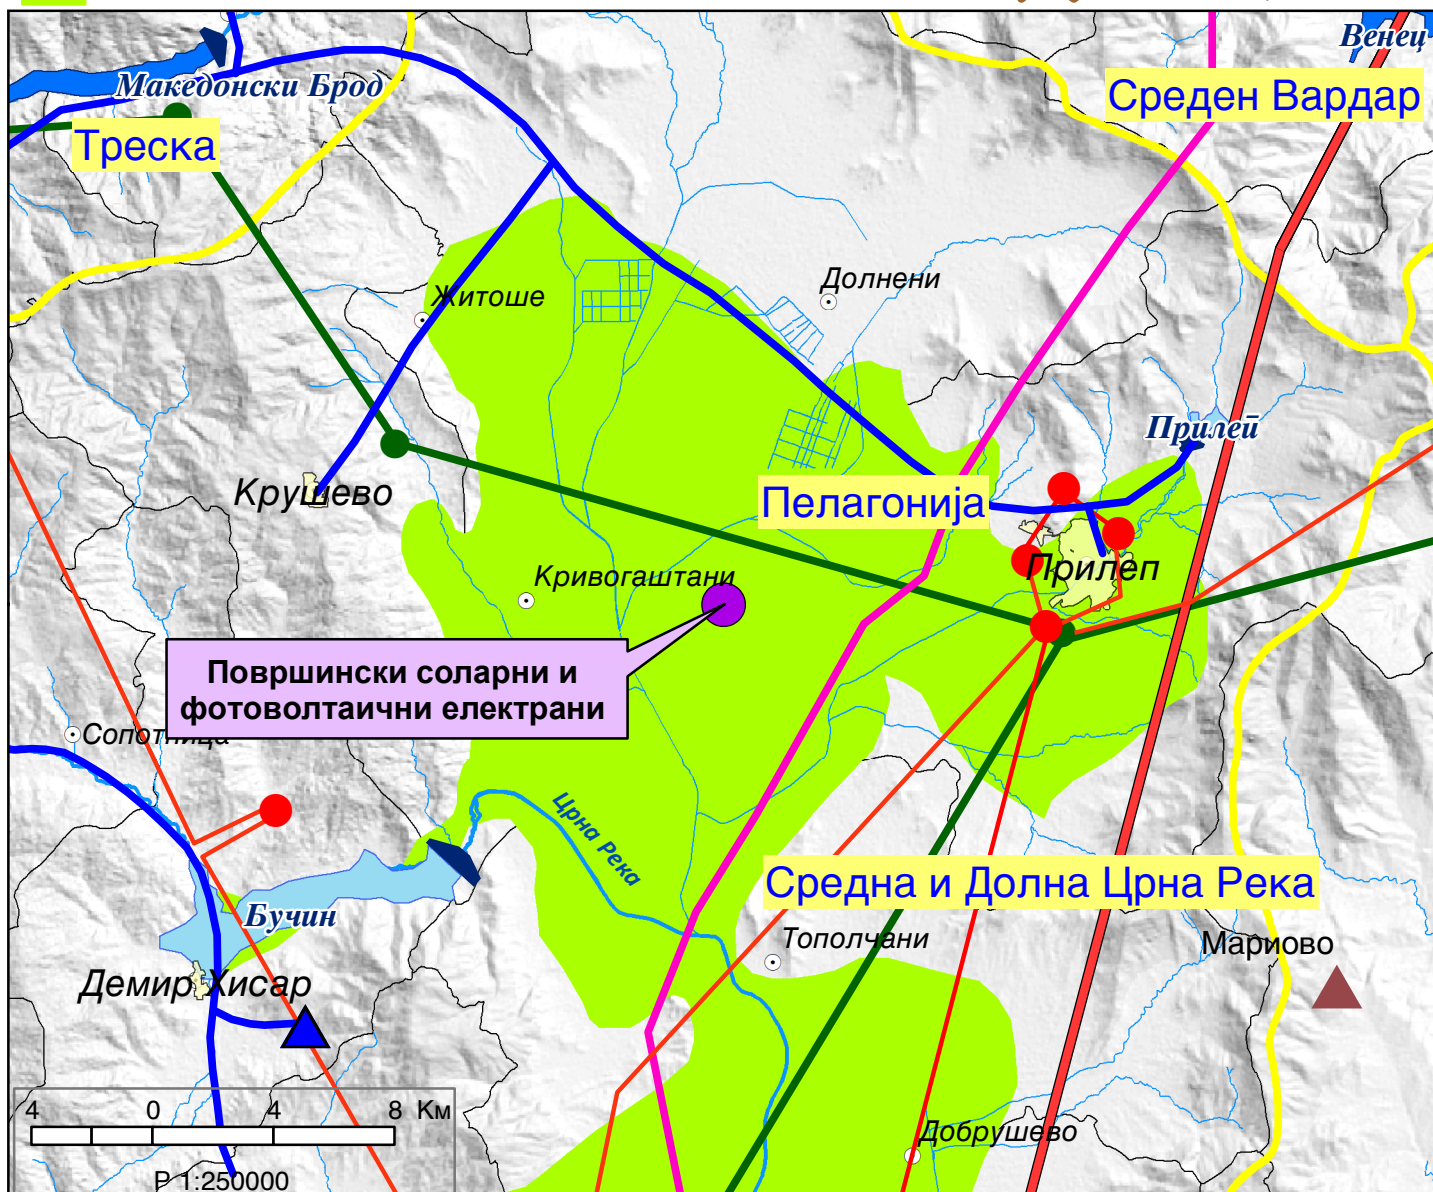 Венец
Македонски Брод
Среден Вардар
Треска
Долнени
Житоше
Прилеп
Крушево
Пелагонија
Прилеп
Кривогаштани
Површински соларни и
фотоволтаични електрани
Сопотница
Црна Река
Средна и Долна Црна Река
Бучин
Тополчани
Мариово
Демир Хисар
4 0 4 8 Км
Добрушево
Р 1:250000